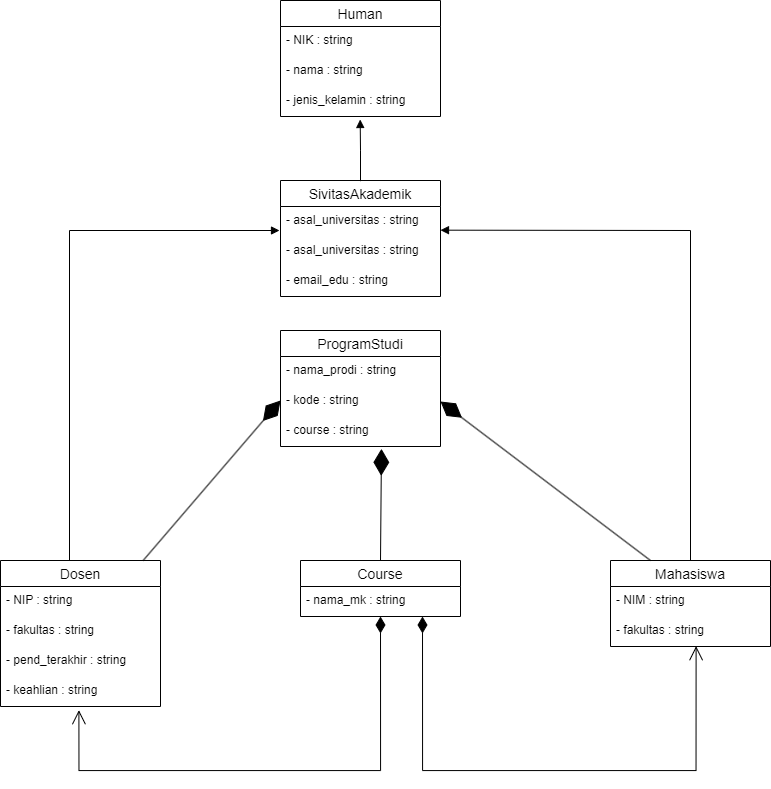 Human
- NIK : string
- nama : string
- jenis_kelamin : string
SivitasAkademik
- asal_universitas : string
- asal_universitas : string
- email_edu : string
ProgramStudi
- nama_prodi : string
- kode : string
- course : string
Dosen
- NIP : string
- fakultas : string
- pend_terakhir : string
- keahlian : string
Course
- nama_mk : string
Mahasiswa
- NIM : string
- fakultas : string